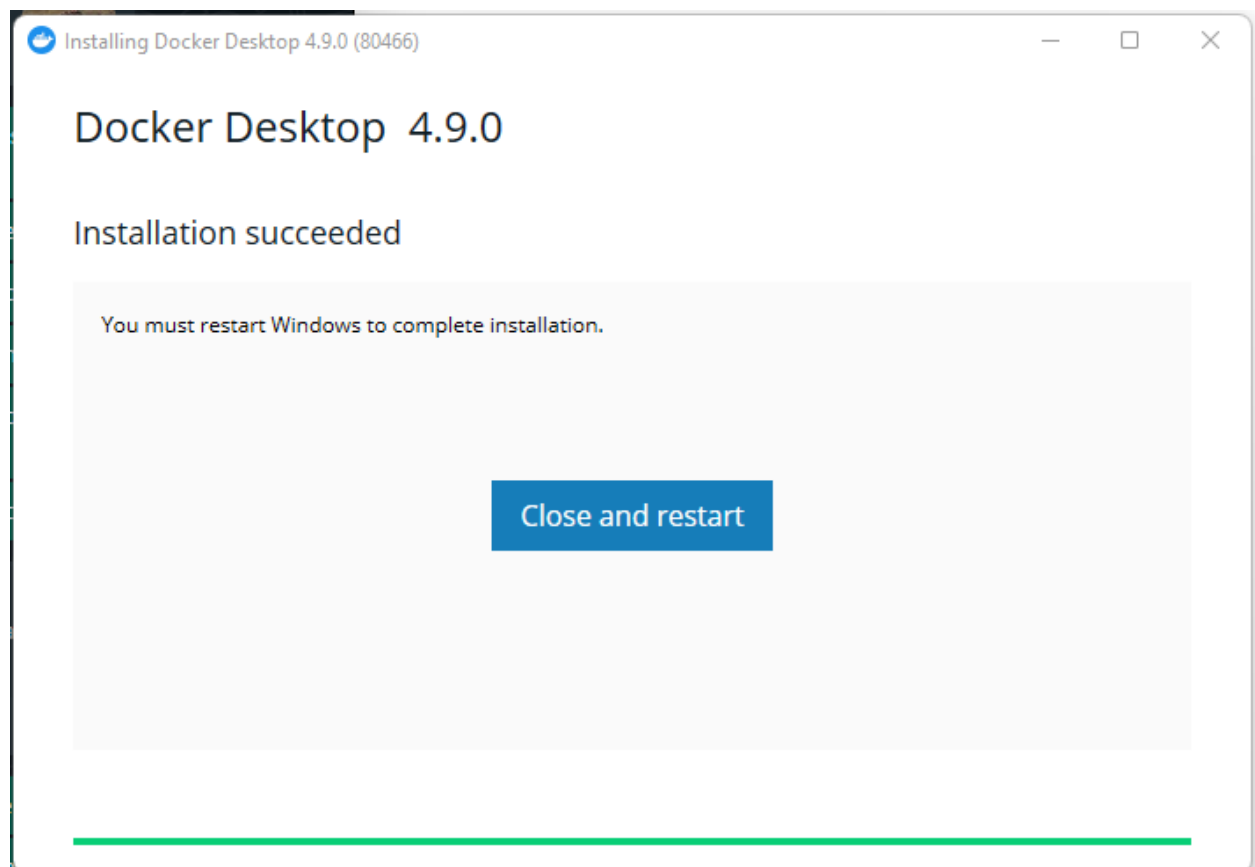 Installing Docker Desktop 4.9.0 (80466)
Docker Desktop 4.9.0
Installation succeeded
You must restart Windows to complete installation.
Close and restart